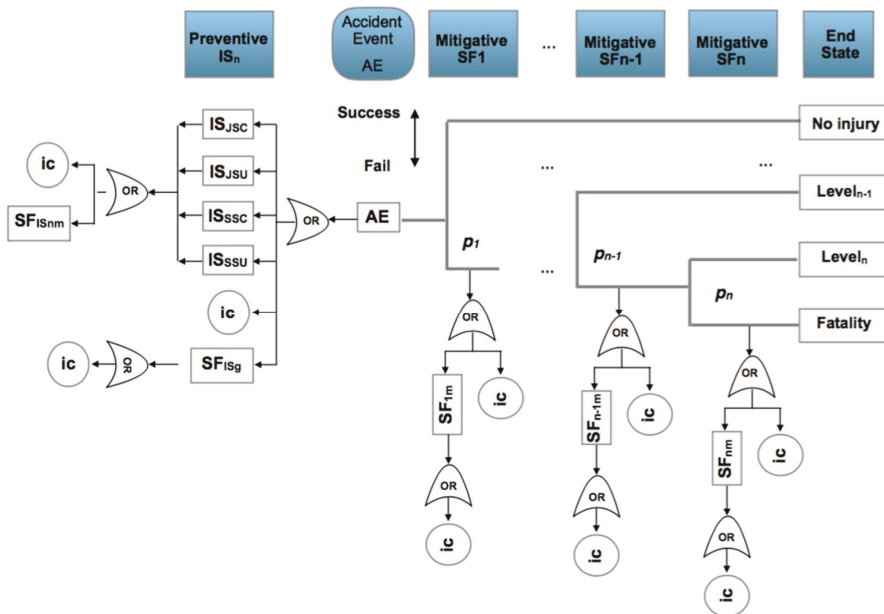 Preventive
ISn
Accident
Event
AE
Mitigative
SF1
...
Mitigative
SFn-1
Mitigative
SFn
End
State
Success
Fail
No injury
...
...
Leveln-1
Leveln
Fatality
ISJSC
ISJSU
ISSSC
ISSSU
ic
OR
SFISnm
OR
AE
ic
ic
OR
SFISg
p1
...
pn-1
pn
OR
SF1m
ic
OR
ic
OR
SFn-1m
ic
OR
ic
OR
SFnm
ic
OR
ic